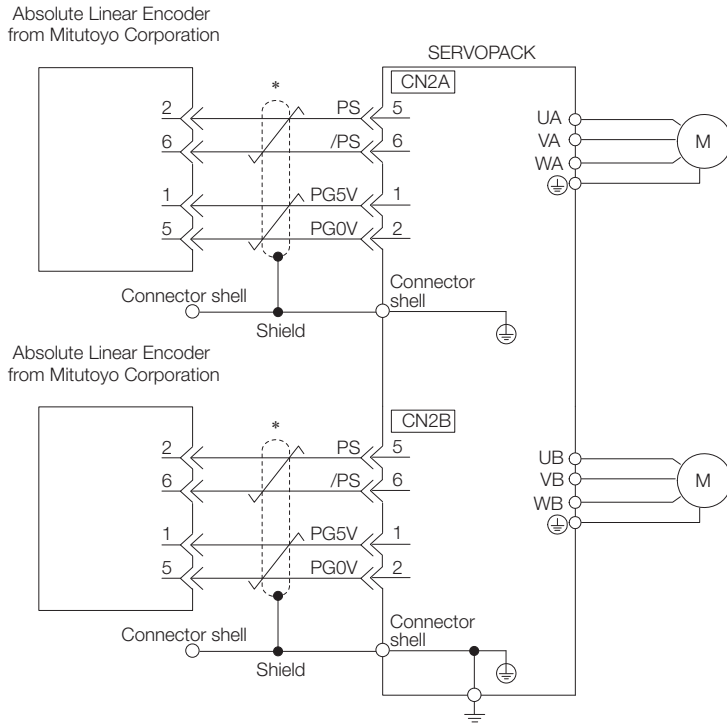 Absolute Linear Encoder
from Mitutoyo Corporation
SERVOPACK
*
CN2A
2
PS
5
6
/PS
6
1
PG5V
1
5
PG0V
2
UA
VA
WA
M
Connector shell
Shield
Connector
shell
Absolute Linear Encoder
from Mitutoyo Corporation
*
CN2B
2
PS
5
6
/PS
6
1
PG5V
1
5
PG0V
2
UB
VB
WB
M
Connector shell
Shield
Connector
shell